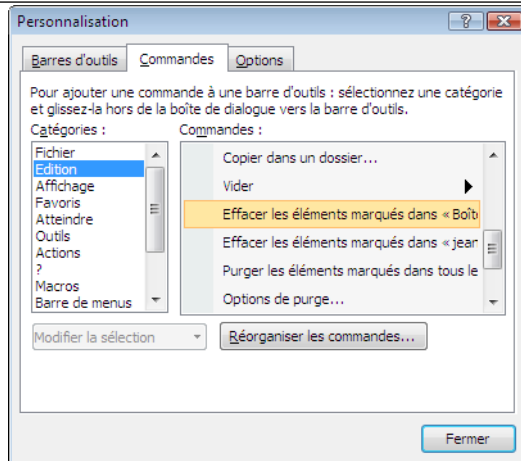 Personnalisation
Barres d'outils Commandes Options
Pour ajouter une commande à une barre d'outils : sélectionnez une catégorie
et glissez-la hors de la boîte de dialogue vers la barre d'outils.
Catégories :
Fichier
Edition
Affichage
Favoris
Atteindre
Outils
Actions
?
Macros
Barre de menus
Commandes :
Copier dans un dossier...
Vider
Effacer les éléments marqués dans « Boît
Effacer les éléments marqués dans « jean
Purger les éléments marqués dans tous le
Options de purge...
Modifier la sélection
Réorganiser les commandes...
Fermer